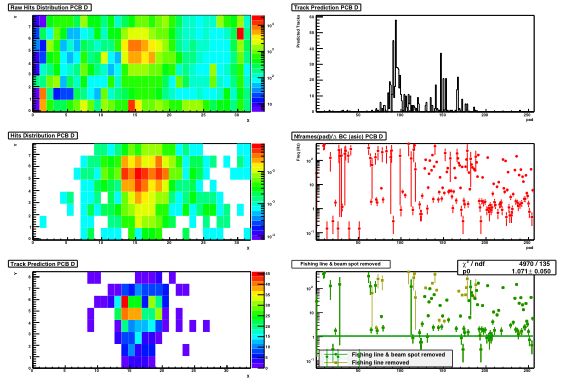 Raw Hits Distribution PCB D
Track Prediction PCB D
Predicted Tracks
pad
Hits Distribution PCB D
Nframes(pad)/Δ BC (asic) PCB D
Freq (Hz)
pad
Track Prediction PCB D
Fishing line & beam spot removed
χ² / ndf 4970 / 135
p0 1.071 ± 0.050
Fishing line & beam spot removed
Fishing line removed